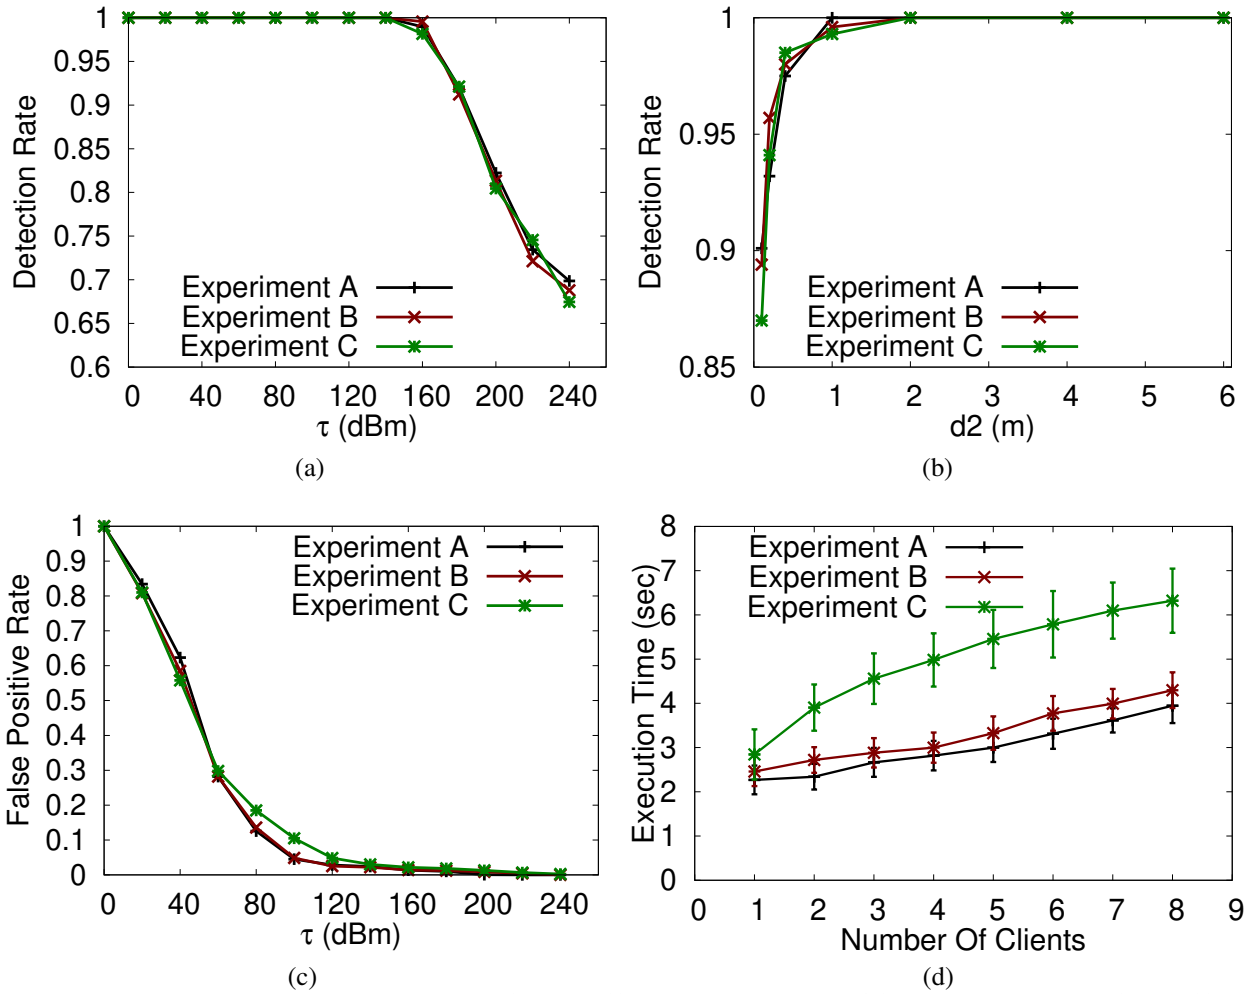 1
0.95
0.9
0.85
0.8
0.75
0.7
0.65
0.6
Detection Rate
Experiment A
Experiment B
Experiment C
0 40 80 120 160 200 240
τ (dBm)
(a)
1
0.95
0.9
0.85
Detection Rate
Experiment A
Experiment B
Experiment C
0 1 2 3 4 5 6
d2 (m)
(b)
1
0.9
0.8
0.7
0.6
0.5
0.4
0.3
0.2
0.1
0
False Positive Rate
Experiment A
Experiment B
Experiment C
0 40 80 120 160 200 240
τ (dBm)
(c)
8
7
6
5
4
3
2
1
0
Execution Time (sec)
Experiment A
Experiment B
Experiment C
0 1 2 3 4 5 6 7 8 9
Number Of Clients
(d)